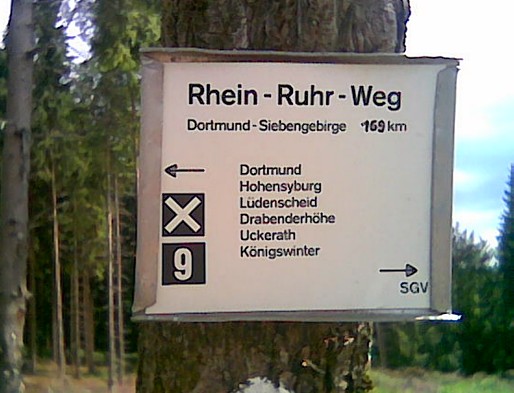 Rhein - Ruhr - Weg
Dortmund - Siebengebirge 169 km
Dortmund
Hohensyburg
Lüdenscheid
Drabenderhöhe
Uckerath
Königswinter
X
9
SGV